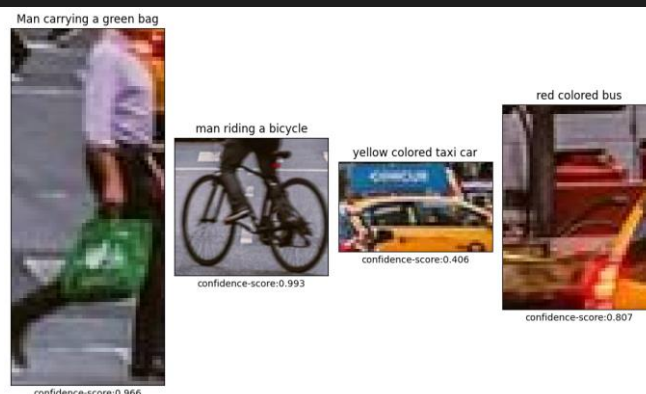 Man carrying a green bag
confidence-score:0.966
man riding a bicycle
confidence-score:0.993
yellow colored taxi car
CONCUR
confidence-score:0.406
red colored bus
confidence-score:0.807